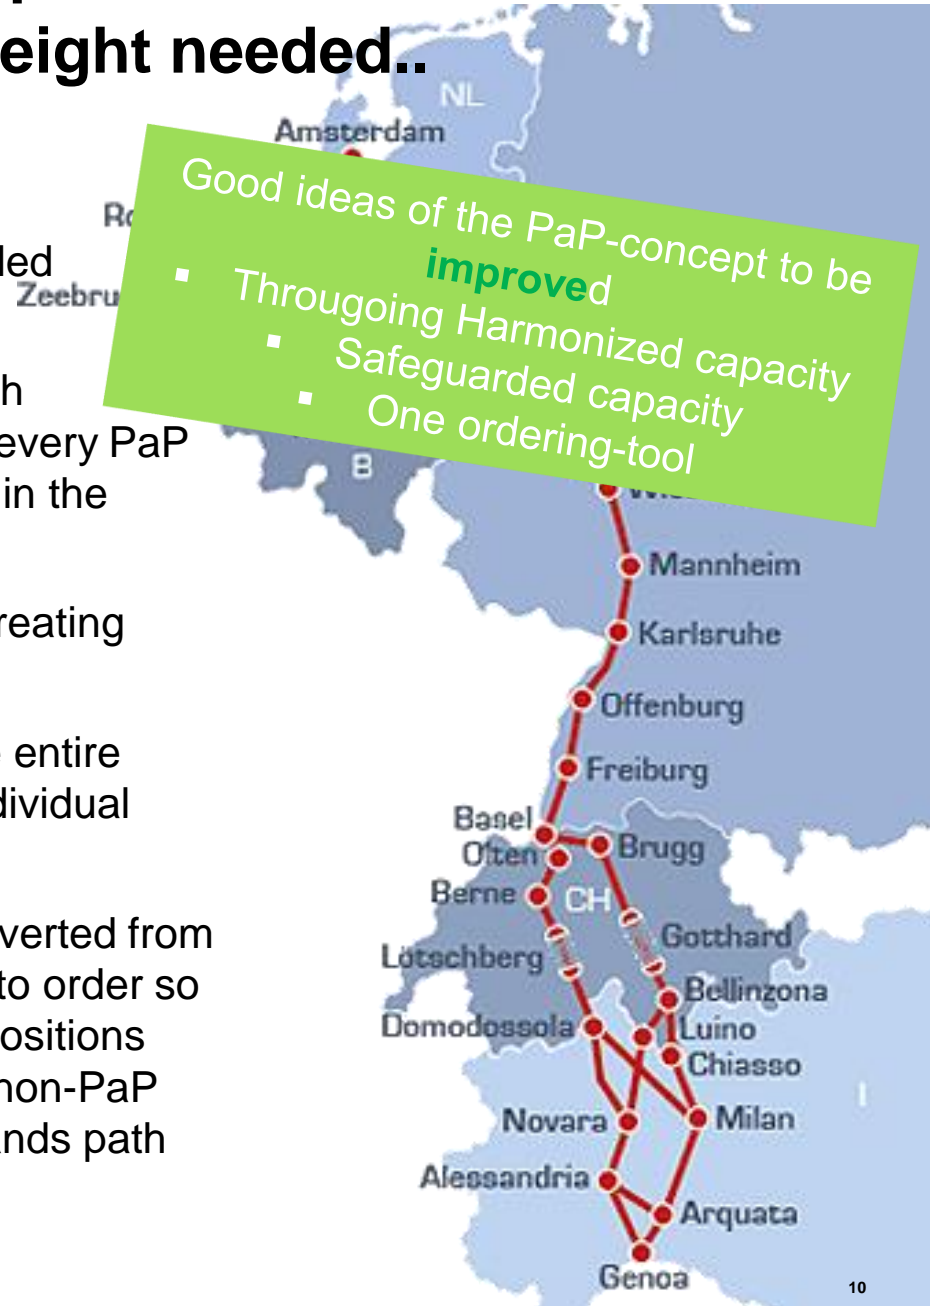 eight needed..
NL
Amsterdam
Good ideas of the PaP-concept to be
improved
▪ Througoing Harmonized capacity
▪ Safeguarded capacity
▪ One ordering-tool
led
Zeebru
h
every PaP
in the
B
Mannheim
reating
Karlsruhe
Offenburg
entire
Freiburg
dividual
Basel
Olten
Brugg
Berne
CH
verted from
Gotthard
Lötschberg
to order so
Bellinzona
Domodossola
Luino
ositions
Chiasso
non-PaP
Novara
Milan
ands path
I
Alessandria
Arquata
Genoa
10